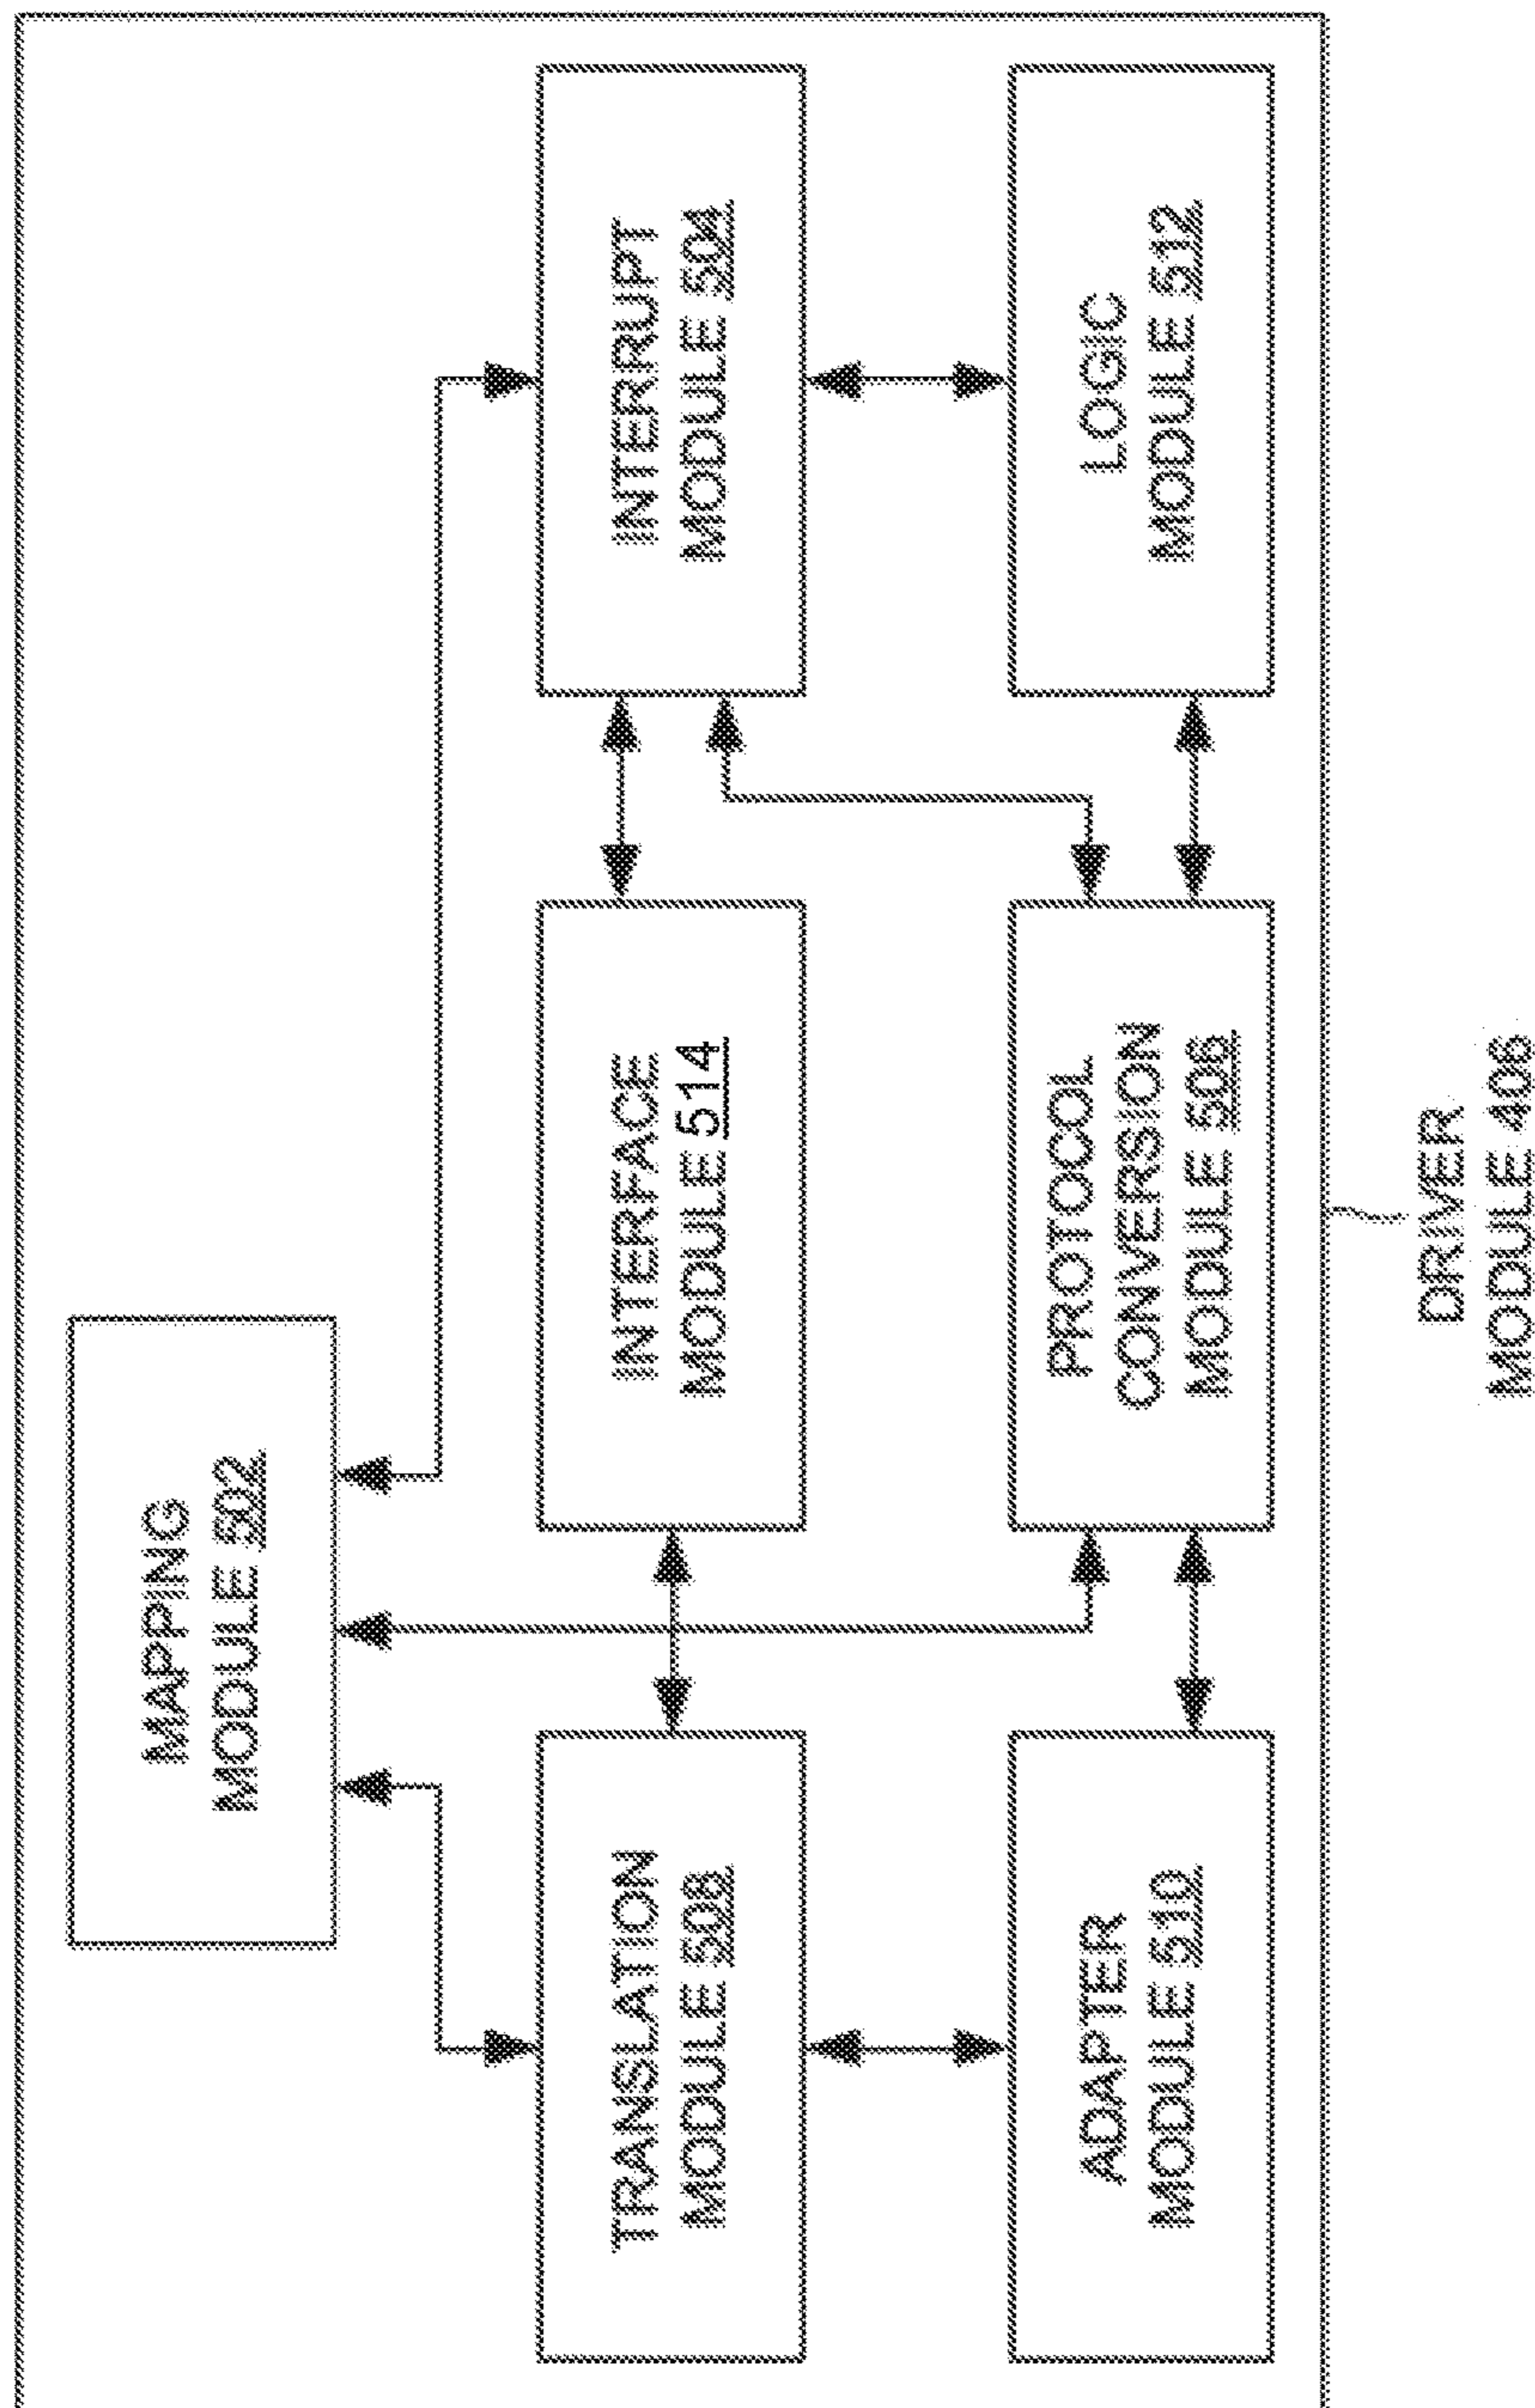 MAPPING
MODULE 502
TRANSLATION
MODULE 508
INTERFACE
MODULE 514
INTERRUPT
MODULE 504
ADAPTER
MODULE 510
PROTOCOL
CONVERSION
MODULE 506
LOGIC
MODULE 512
DRIVER
MODULE 406